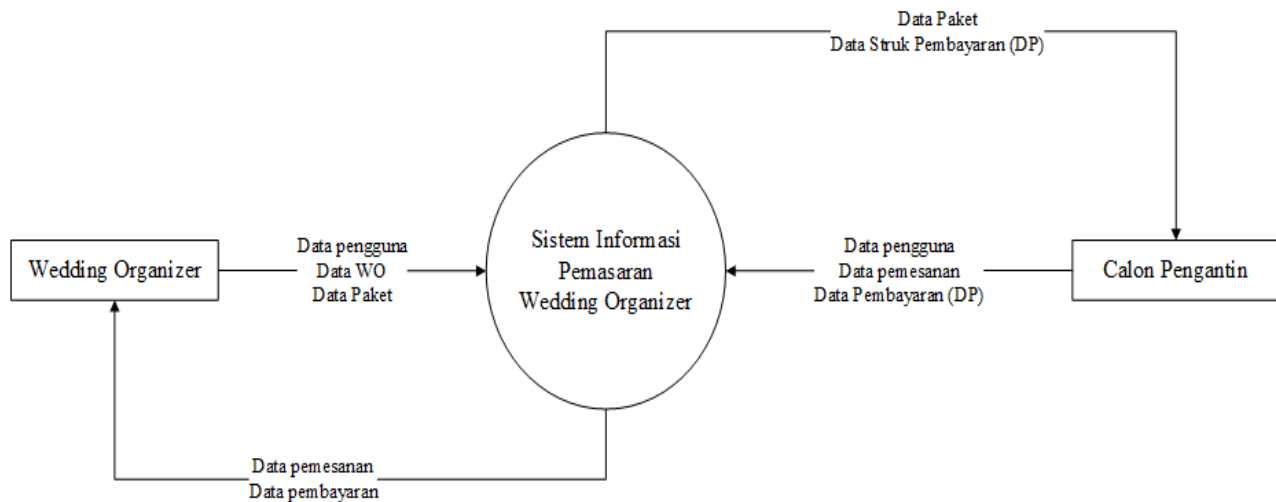 Data Paket
Data Struk Pembayaran (DP)
Wedding Organizer
Data pengguna
Data WO
Data Paket
Sistem Informasi
Pemasaran
Wedding Organizer
Data pengguna
Data pemesanan
Data Pembayaran (DP)
Calon Pengantin
Data pemesanan
Data pembayaran